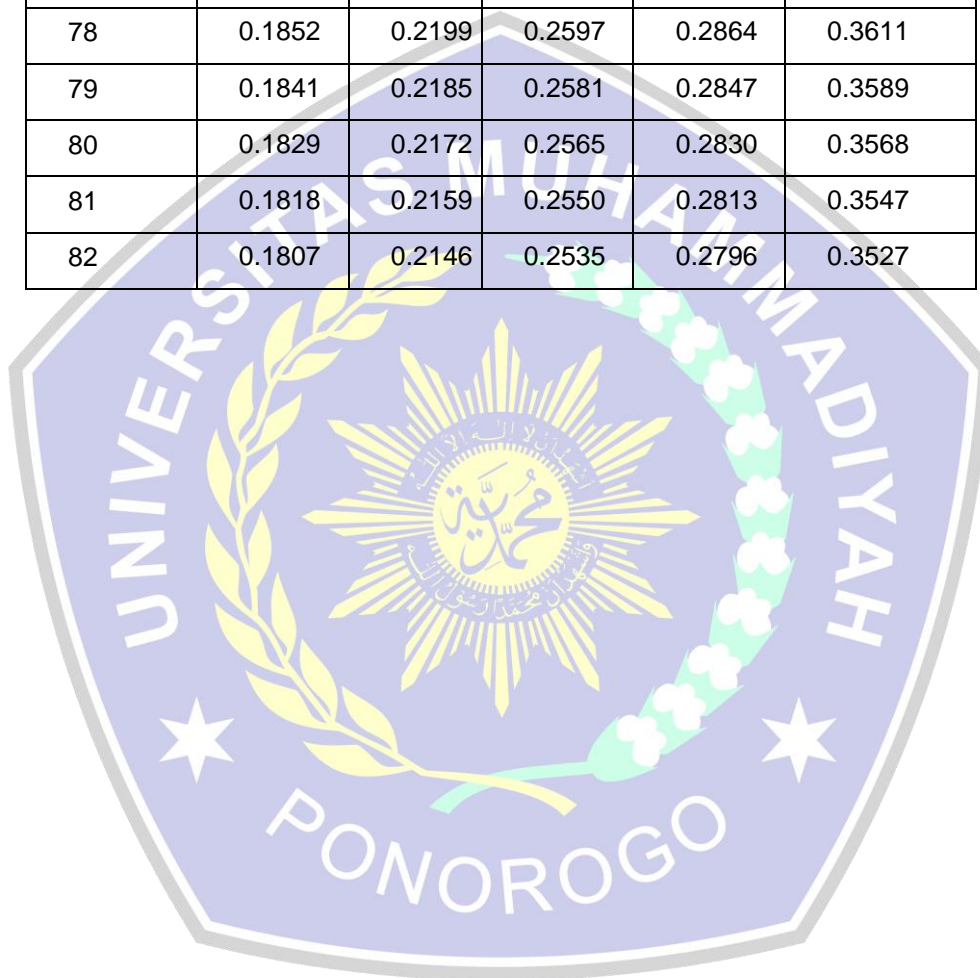 78 0.1852 0.2199 0.2597 0.2864 0.3611
79 0.1841 0.2185 0.2581 0.2847 0.3589
80 0.1829 0.2172 0.2565 0.2830 0.3568
81 0.1818 0.2159 0.2550 0.2813 0.3547
82 0.1807 0.2146 0.2535 0.2796 0.3527
UNIVERSITAS MUHAMMADIYAH
محمدية
PONOROGO